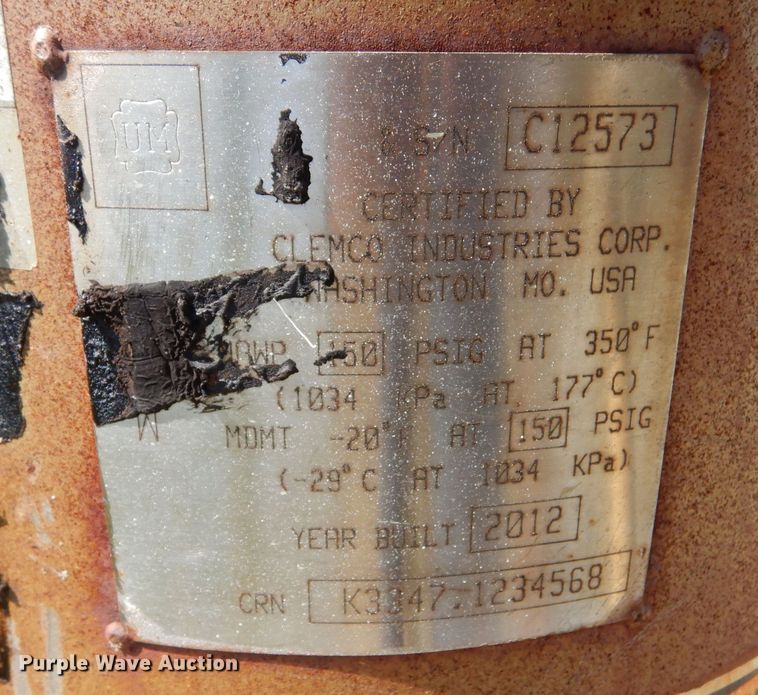 UM
S/N C12573
CERTIFIED BY
CLEMCO INDUSTRIES CORP.
WASHINGTON MO. USA
MAWP 150 PSIG AT 350°F
(1034 KPa AT 177°C)
W
MDMT -20°F AT 150 PSIG
(-29°C AT 1034 KPa)
YEAR BUILT 2012
CRN K3347.1234568
Purple Wave Auction